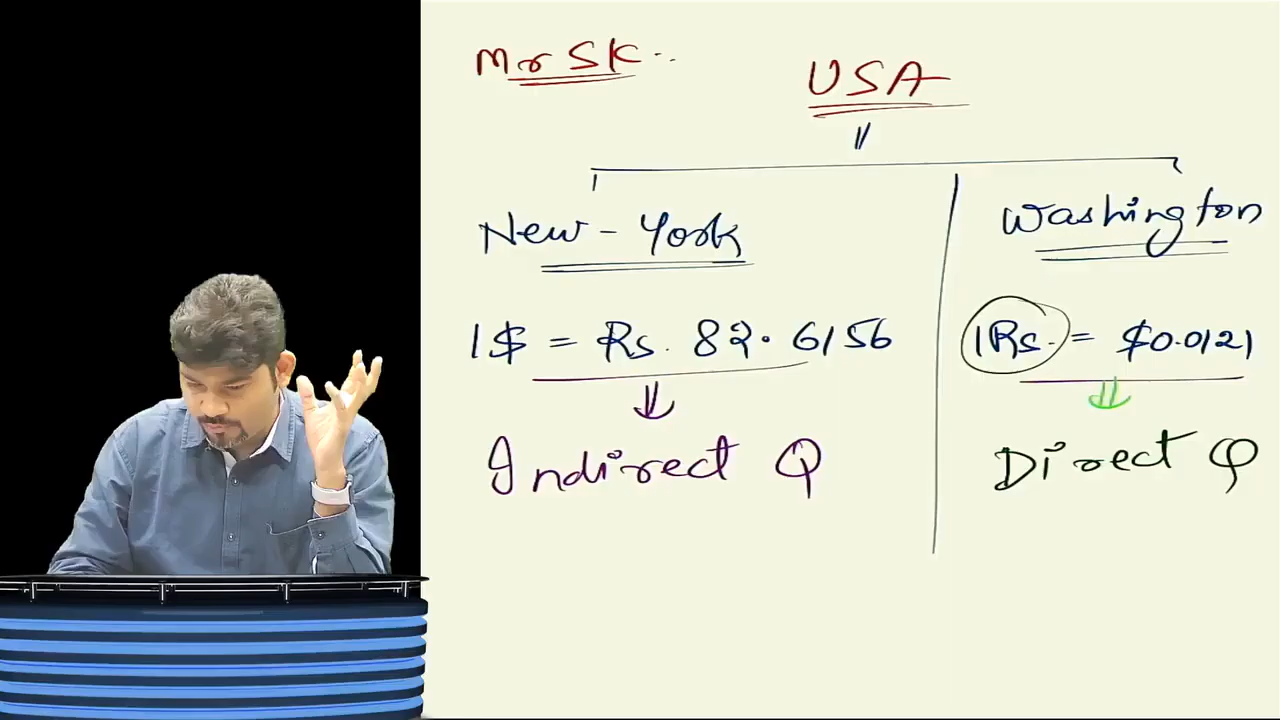 Mr SK..
USA
New-York
1$ = Rs. 82.6156
Indirect Q
Washington
1Rs. = $0.0121
Direct Q